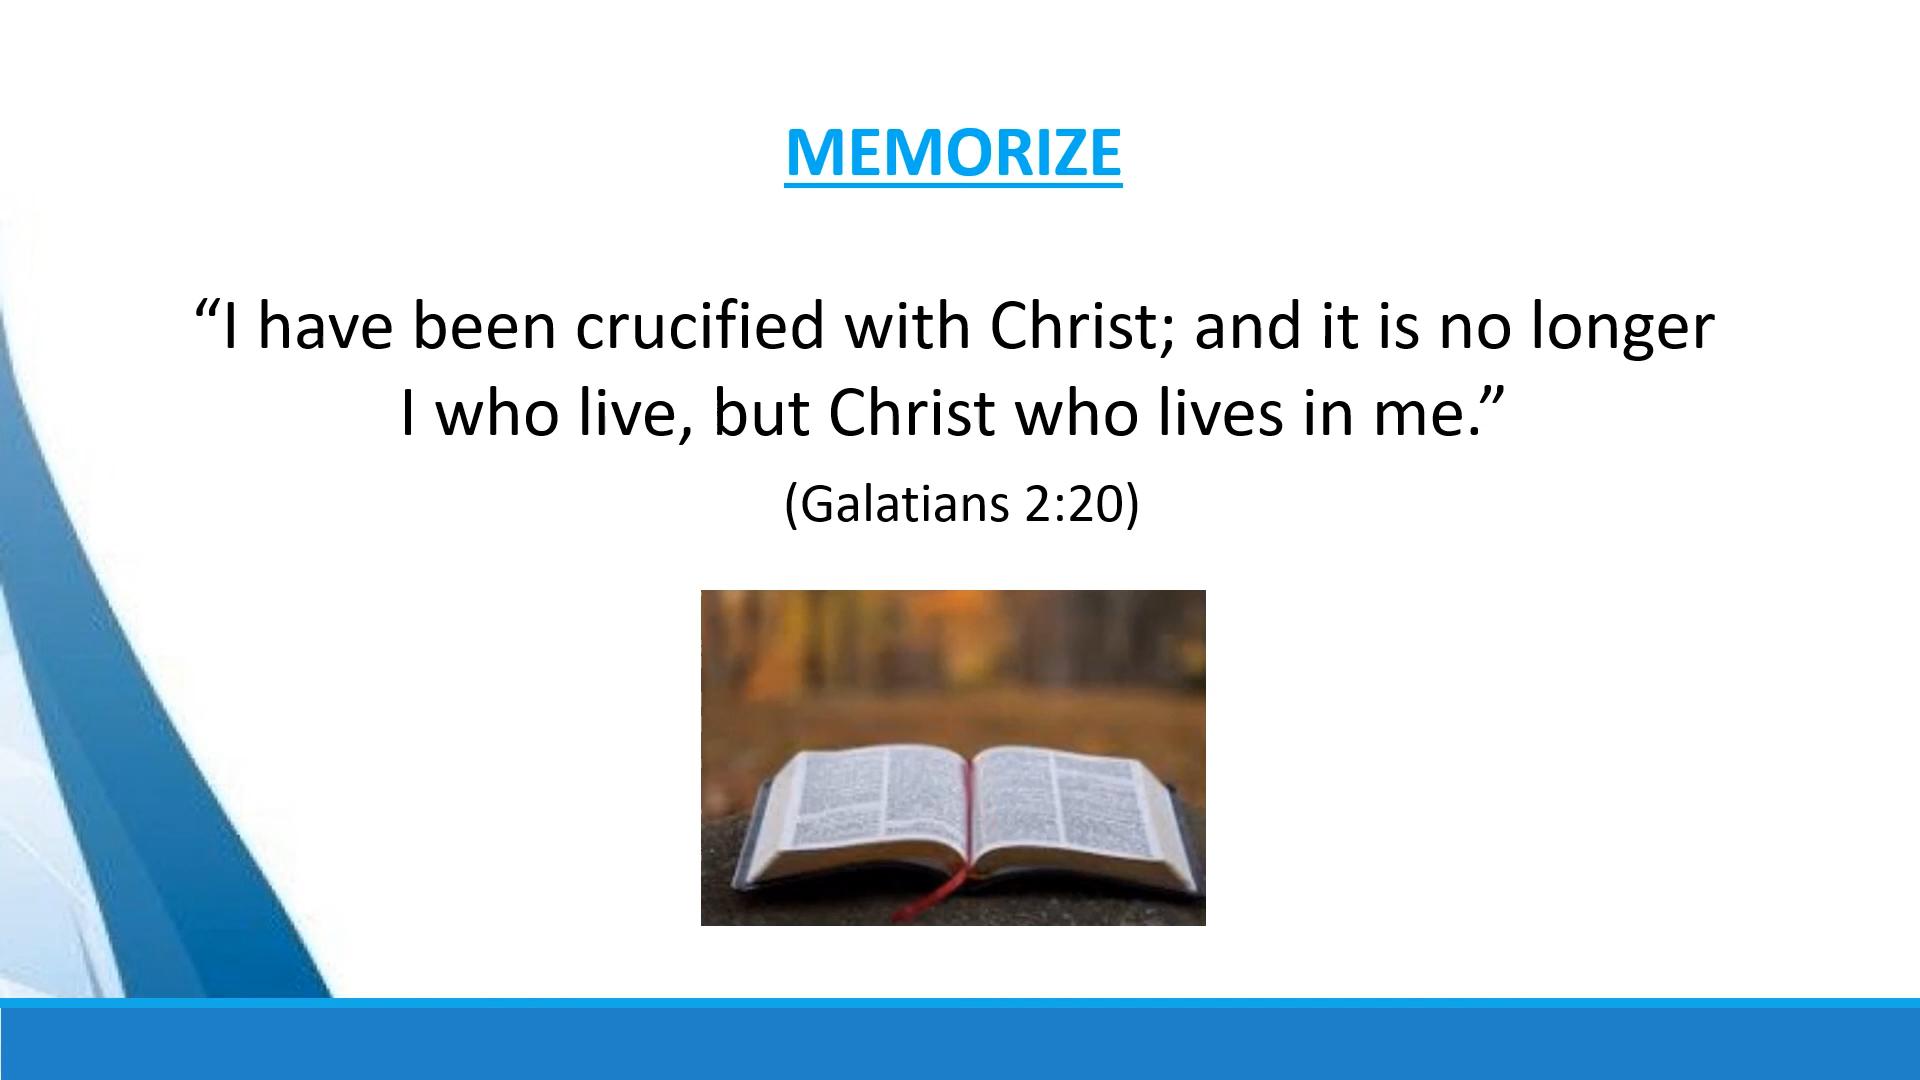 MEMORIZE
“I have been crucified with Christ; and it is no longer
I who live, but Christ who lives in me.”
(Galatians 2:20)